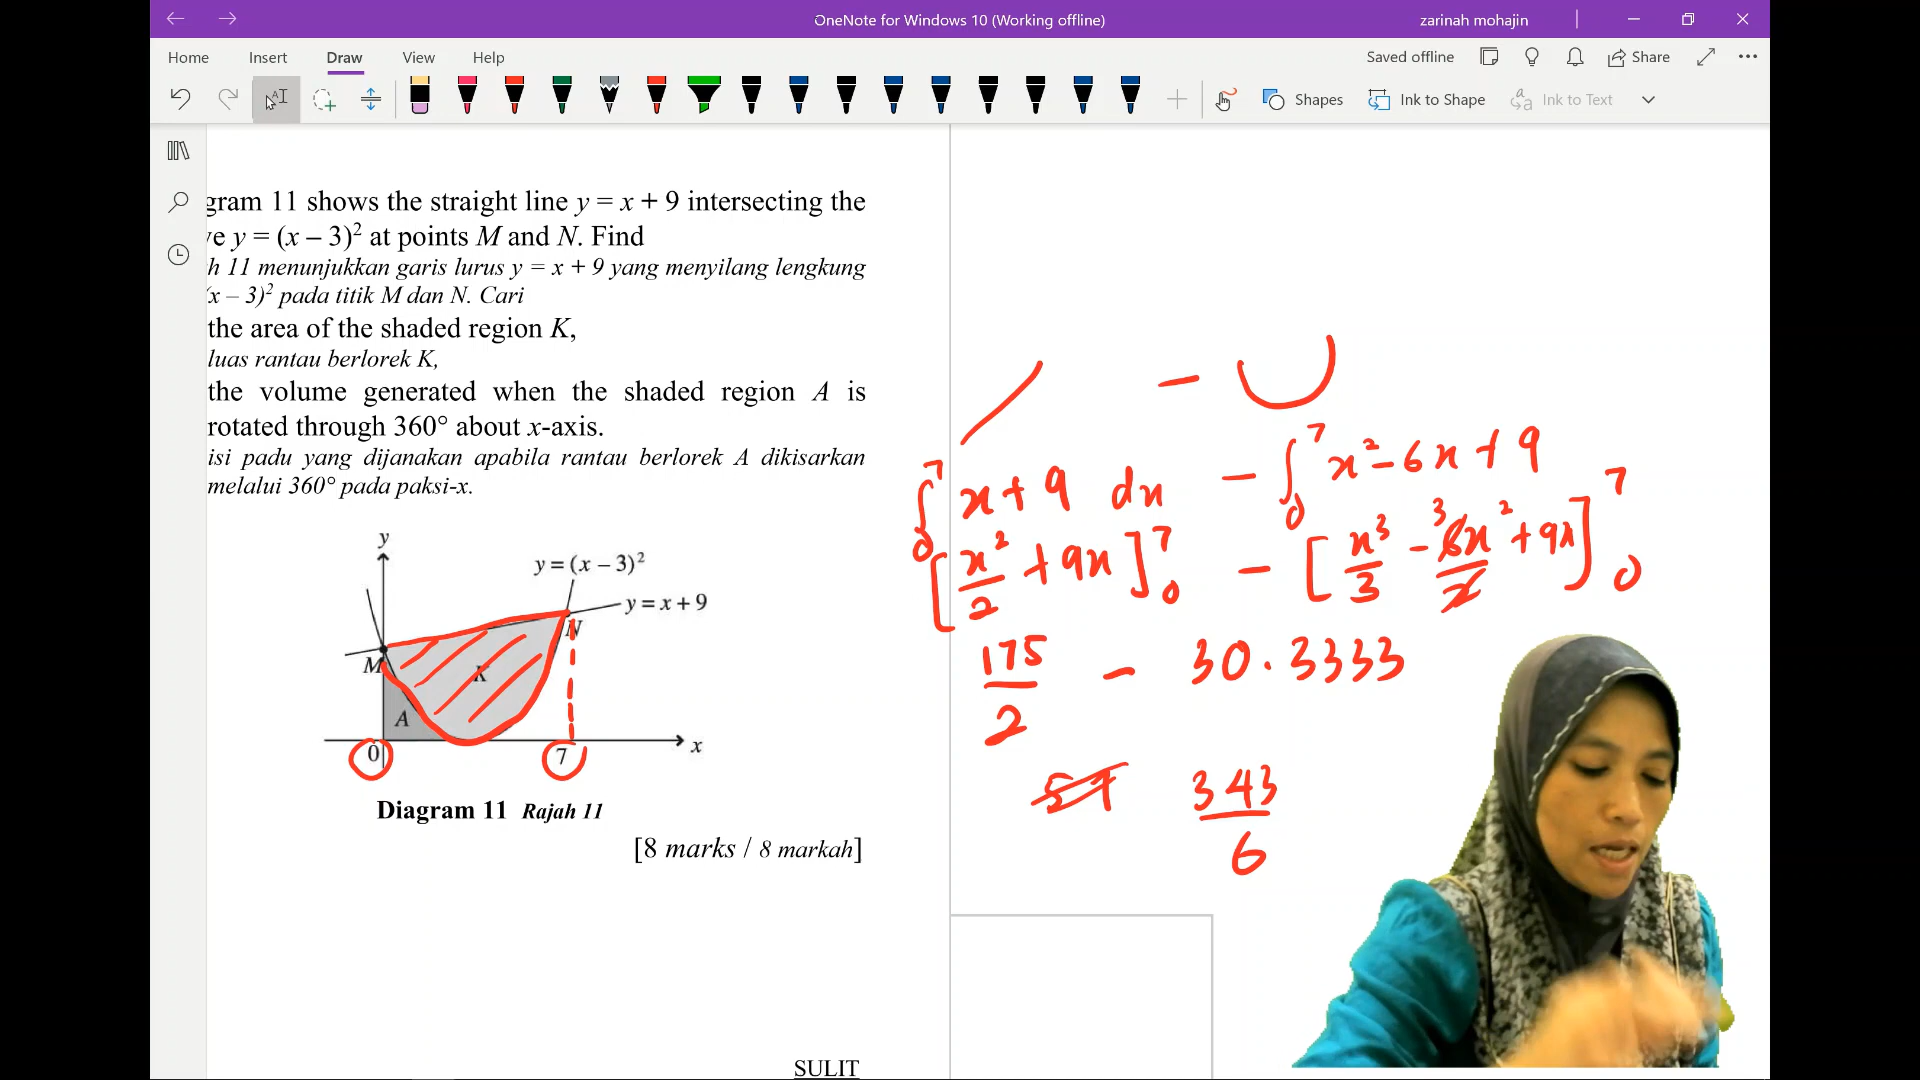 OneNote for Windows 10 (Working offline)
zarinah mohajin
Home Insert Draw View Help
Saved offline
Share
Shapes
Ink to Shape
Ink to Text
gram 11 shows the straight line y = x + 9 intersecting the
ve y = (x – 3)² at points M and N. Find
h 11 menunjukkan garis lurus y = x + 9 yang menyilang lengkung
(x – 3)² pada titik M dan N. Cari
the area of the shaded region K,
luas rantau berlorek K,
the volume generated when the shaded region A is
rotated through 360° about x-axis.
isi padu yang dijanakan apabila rantau berlorek A dikisarkan
melalui 360° pada paksi-x.
y
y = (x – 3)²
y = x + 9
N
M
K
A
0
7
x
Diagram 11 Rajah 11
[8 marks / 8 markah]
SULIT
–
∫₀⁷ x + 9 dx – ∫₀⁷ x² – 6x + 9
[x²/2 + 9x]₀⁷ – [x³/3 – 3 6x²/2 + 9x]₀⁷
175/2 – 30.3333
343/6